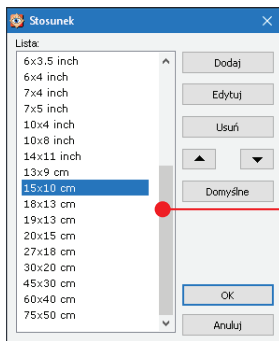 Stosunek
Lista:
6x3.5 inch
6x4 inch
7x4 inch
7x5 inch
10x4 inch
10x8 inch
14x11 inch
13x9 cm
15x10 cm
18x13 cm
19x13 cm
20x15 cm
27x18 cm
30x20 cm
45x30 cm
60x40 cm
75x50 cm
Dodaj
Edytuj
Usuń
Domyślne
OK
Anuluj